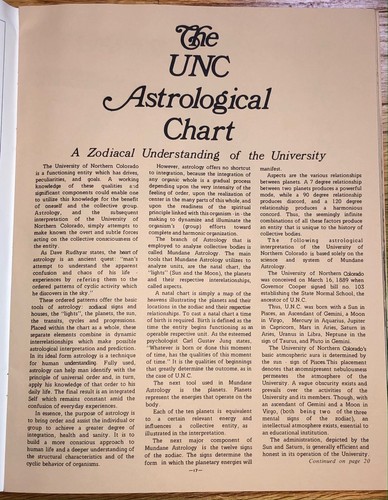 The
UNC
Astrological
Chart
A Zodiacal Understanding of the University
The University of Northern Colorado
is a functioning entity which has drives,
peculiarities, and goals. A working
knowledge of these qualities and
significant components could enable one
to utilize this knowledge for the benefit
of oneself and the collective group.
Astrology, and the subsequent
interpretation of the University of
Northern Colorado, simply attempts to
make known the overt and subtle forces
acting on the collective consciousness of
the entity.
As Dave Rudhyar states, the heart of
astrology is an ancient quest: "man's
attempt to understand the apparent
confusion and chaos of his life
experiences by referring them to the
ordered patterns of cyclic activity which
he discovers in the sky."
These ordered patterns offer the basic
tools of astrology: zodiacal signs and
houses, the "lights", the planets, the sun,
the transits, cycles and progressions.
Placed within the chart as a whole, these
separate elements combine in dynamic
interrelationships which make possible
astrological interpretation and prediction.
In its ideal form astrology is a technique
for human understanding. Fully used,
astrology can help man identify with the
principle of universal order and, in turn,
apply his knowledge of that order to his
daily life. The final result is an integrated
Self which remains constant amid the
confusion of everyday experiences.
In essence, the purpose of astrology is
to bring order and assist the individual or
group to achieve a greater degree of
integration, health and sanity. It is to
build a more conscious approach to
human life and a deeper understanding of
the structural characteristics and of the
cyclic behavior of organisms.
However, astrology offers no shortcut
to integration, because the integration of
any organic whole is a gradual process
depending upon the very intensity of the
feeling of order, upon the realization of
center in the many parts of this whole, and
upon the readiness of the spiritual
principle linked with this organism - in the
making to dynamize and illuminate the
organism's (group) efforts toward
complete and harmonic organization.
The branch of Astrology that is
employed to analyze collective bodies is
called Mundane Astrology. The main
tools that Mundane Astrology utilizes to
analyze units, are the natal chart, the
"lights" (Sun and the Moon), the planets
and their respective interrelationships,
called aspects.
A natal chart is simply a map of the
heavens illustrating the planets and their
locations in the zodiac and their respective
relationships. To cast a natal chart a time
of birth is required. Birth is defined at the
time the entity begins functioning as an
operable respective unit. As the esteemed
psychologist Carl Gustav Jung states,
"Whatever is born or done this moment
of time, has the qualities of this moment
of time." It is the qualities of beginnings
that greatly determine the outcome, as in
the case of U.N.C.
The next tool used in Mundane
Astrology is the planets. Planets
represent the energies that operate on the
body.
Each of the ten planets is equivalent
to a certain relevant energy and
influences a collective entity, as
illustrated in the interpretation.
The next major component of
Mundane Astrology is the twelve signs
of the zodiac. The signs determine the
form in which the planetary energies will
manifest.
Aspects are the various relationships
between planets. A ? degree relationship
between two planets produces a powerful
mode, while a 90 degree relationship
produces discord, and a 120 degree
relationship produces a harmonious
concord. Thus, the seemingly infinite
combinations of all these factors produce
an entity that is unique to the history of
collective bodies.
The following astrological
interpretation of the University of
Northern Colorado is based solely on the
science and system of Mundane
Astrology.
The University of Northern Colorado
was conceived on March 16, 1889 when
Governor Cooper signed bill no. 103
establishing the State Normal School, the
ancestor of U.N.C.
Thus, U.N.C. was born with a Sun in
Pisces, an Ascendant of Gemini, a Moon
in Virgo, Mercury in Aquarius, Jupiter
in Capricorn, Mars in Aries, Saturn in
Aries, Uranus in Libra, Neptune in the
sign of Taurus, and Pluto in Gemini.
The University of Northern Colorado's
basic atmospheric aura is determined by
the sun - sign of Pisces. This placement
denotes that encompassment nebulousness
permeates the atmosphere of the
University. A vague obscurity exists and
prevails over the activities of the
University and its members. Though, with
an ascendant of Gemini and a Moon in
Virgo, (both being two of the three
mental signs of the zodiac), an
intellectual atmosphere exists, essential to
an educational institution.
The administration, depicted by the
Sun and Saturn, is generally efficient and
honest in its operation of the University.
Continued on page 20